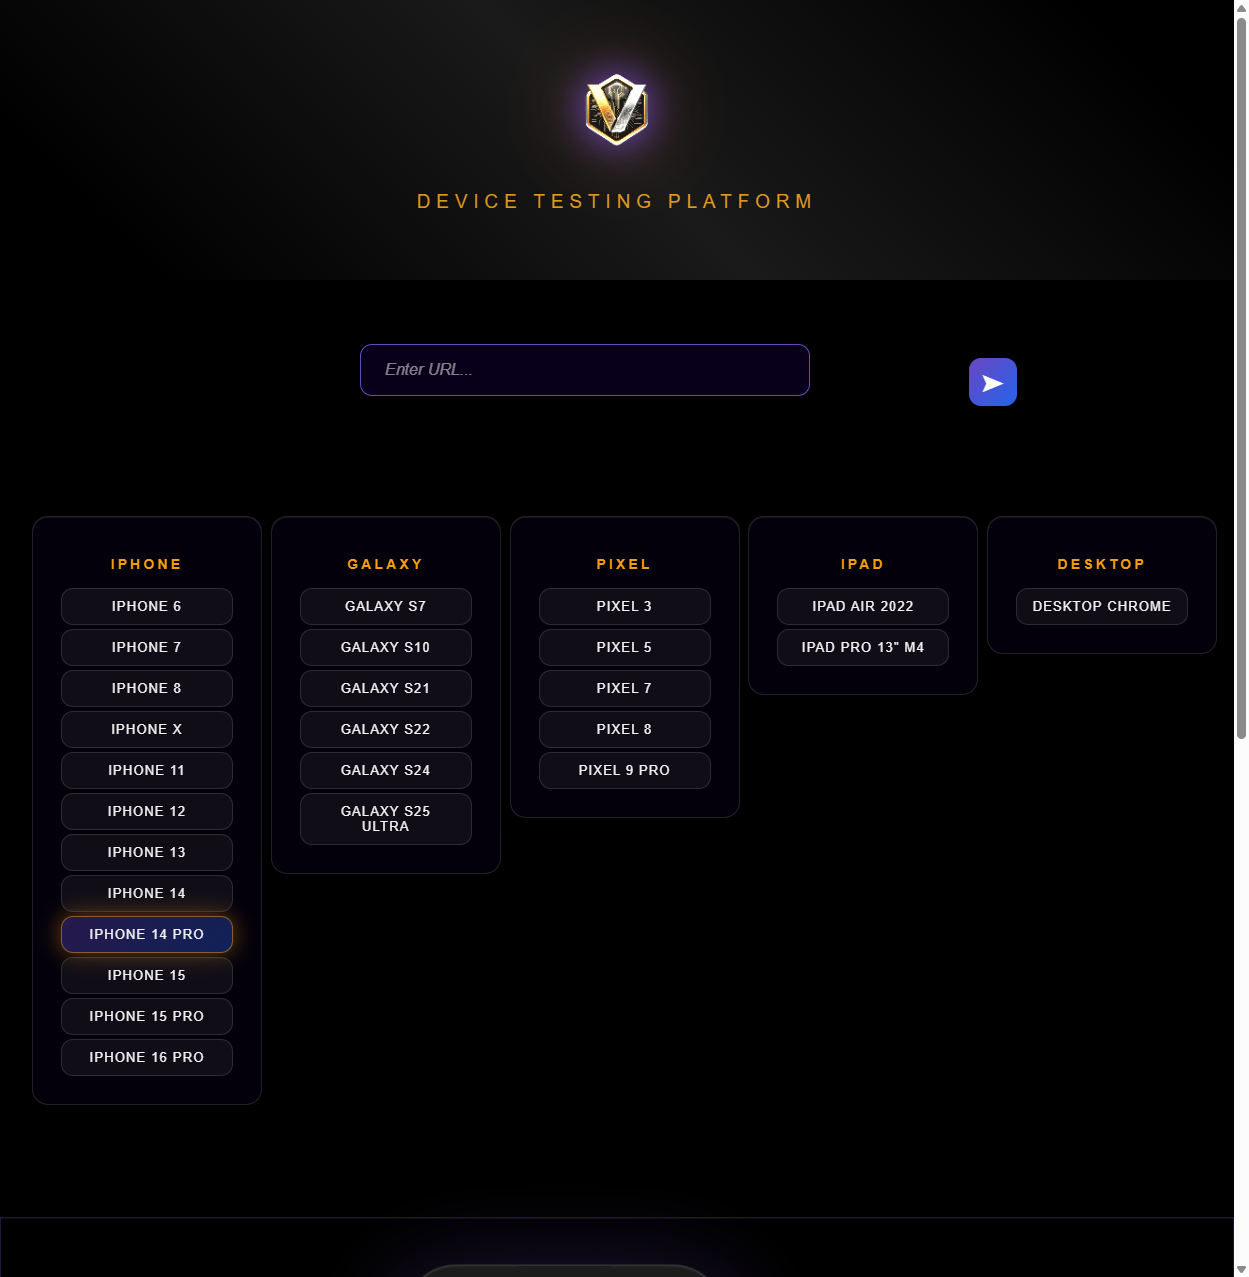 DEVICE TESTING PLATFORM
Enter URL...
IPHONE
IPHONE 6
IPHONE 7
IPHONE 8
IPHONE X
IPHONE 11
IPHONE 12
IPHONE 13
IPHONE 14
IPHONE 14 PRO
IPHONE 15
IPHONE 15 PRO
IPHONE 16 PRO
GALAXY
GALAXY S7
GALAXY S10
GALAXY S21
GALAXY S22
GALAXY S24
GALAXY S25
ULTRA
PIXEL
PIXEL 3
PIXEL 5
PIXEL 7
PIXEL 8
PIXEL 9 PRO
IPAD
IPAD AIR 2022
IPAD PRO 13" M4
DESKTOP
DESKTOP CHROME